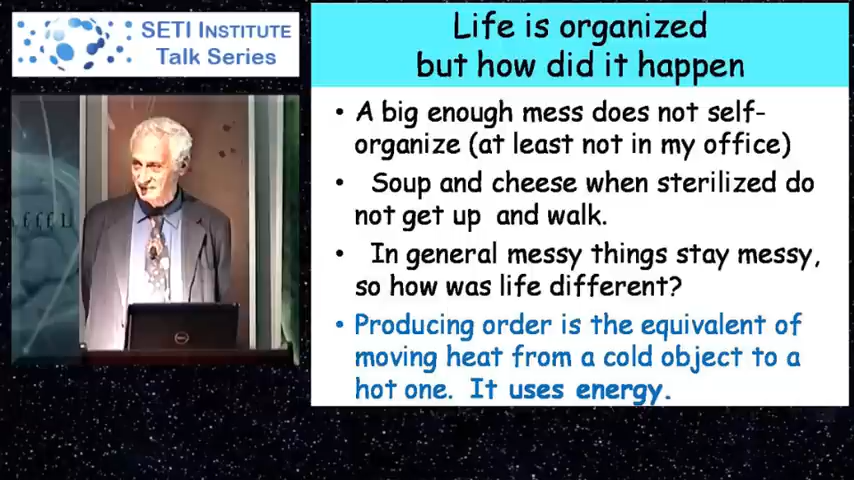 SETI INSTITUTE
Talk Series
Life is organized
but how did it happen
• A big enough mess does not self-
organize (at least not in my office)
• Soup and cheese when sterilized do
not get up and walk.
• In general messy things stay messy,
so how was life different?
• Producing order is the equivalent of
moving heat from a cold object to a
hot one. It uses energy.
DELL